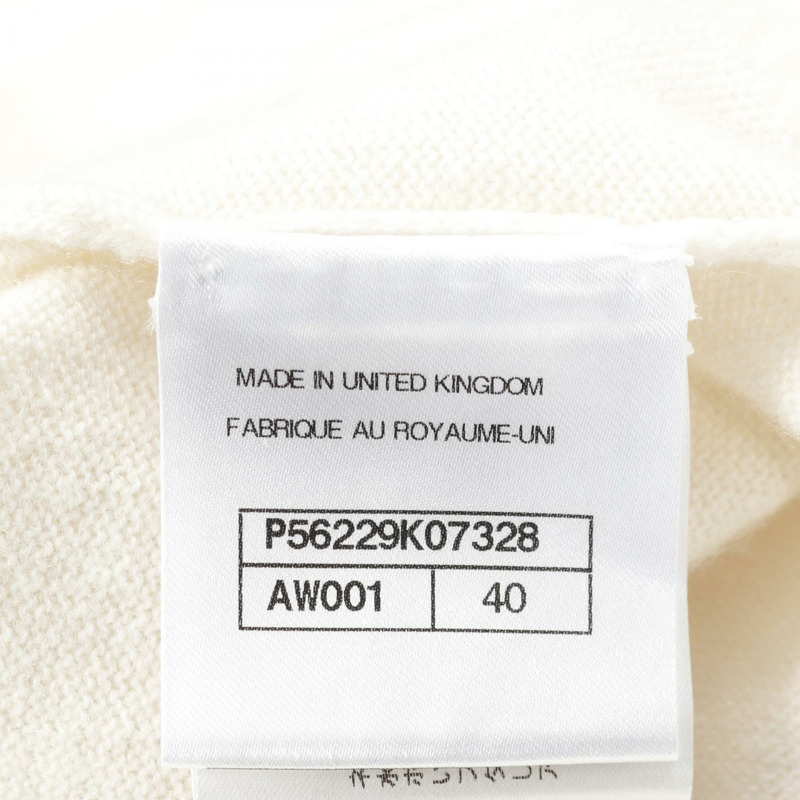 MADE IN UNITED KINGDOM
FABRIQUE AU ROYAUME-UNI
P56229K07328
AW001 40